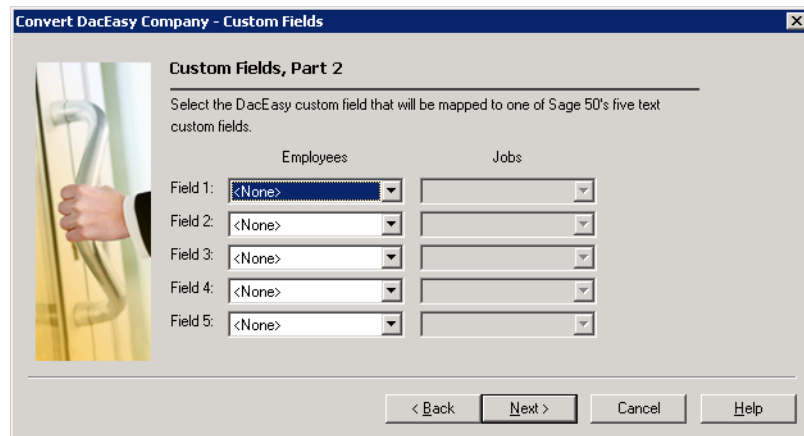 Convert DacEasy Company - Custom Fields
Custom Fields, Part 2
Select the DacEasy custom field that will be mapped to one of Sage 50's five text
custom fields.
Employees Jobs
Field 1: <None>
Field 2: <None>
Field 3: <None>
Field 4: <None>
Field 5: <None>
< Back Next > Cancel Help